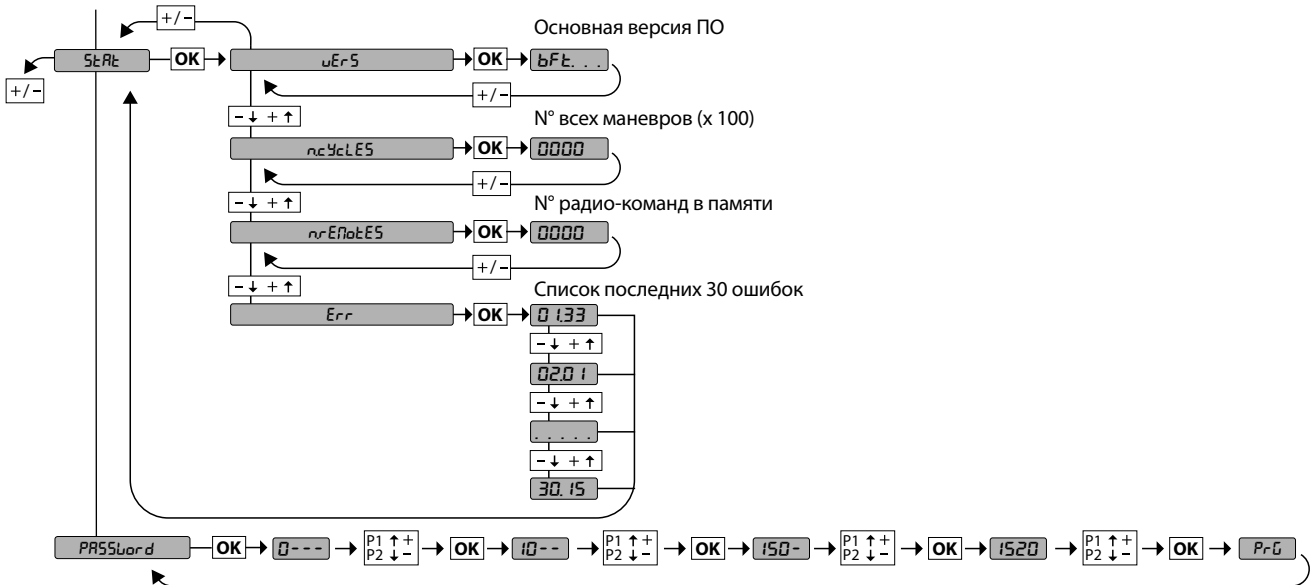 +/-
Основная версия ПО
StAt OK vErS OK bFt. . .
+/-
+/-
- ↓ + ↑
N° всех маневров (x 100)
n.cYcLES OK 0000
+/-
- ↓ + ↑
N° радио-команд в памяти
n.rEMotES OK 0000
+/-
- ↓ + ↑
Список последних 30 ошибок
Err OK 01.33
- ↓ + ↑
02.01
- ↓ + ↑
. . . . .
- ↓ + ↑
30.15
PASSword OK 0--- P1 ↑ + P2 ↓ - OK 10-- P1 ↑ + P2 ↓ - OK 150- P1 ↑ + P2 ↓ - OK 1520 P1 ↑ + P2 ↓ - OK PrG